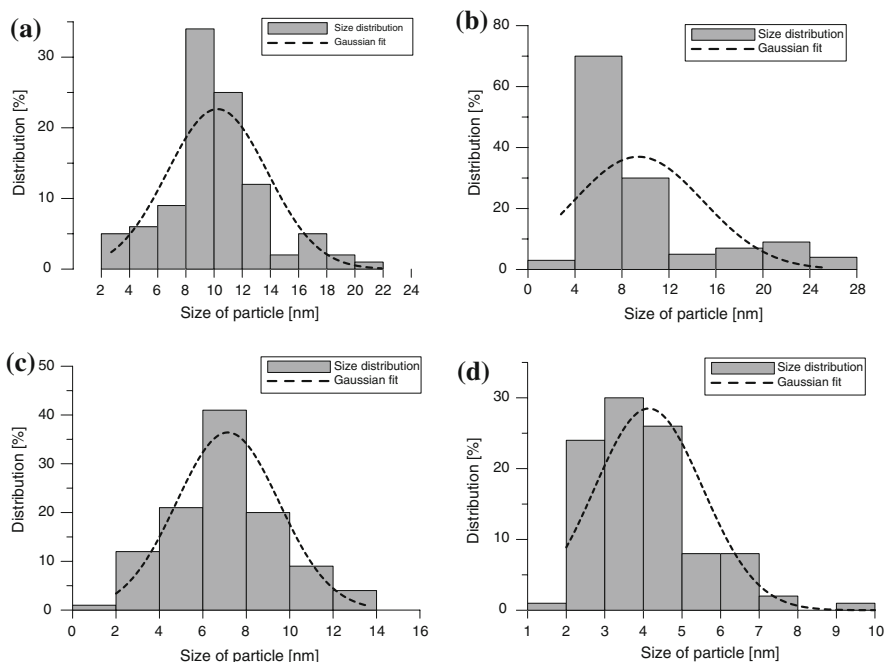 (a)
Size distribution
Gaussian fit
Distribution [%]
30
20
10
0
2 4 6 8 10 12 14 16 18 20 22 24
Size of particle [nm]
(b)
Size distribution
Gaussian fit
Distribution [%]
80
60
40
20
0
0 4 8 12 16 20 24 28
Size of particle [nm]
(c)
Size distribution
Gaussian fit
Distribution [%]
50
40
30
20
10
0
0 2 4 6 8 10 12 14 16
Size of particle [nm]
(d)
Size distribution
Gaussian fit
Distribution [%]
30
20
10
0
1 2 3 4 5 6 7 8 9 10
Size of particle [nm]